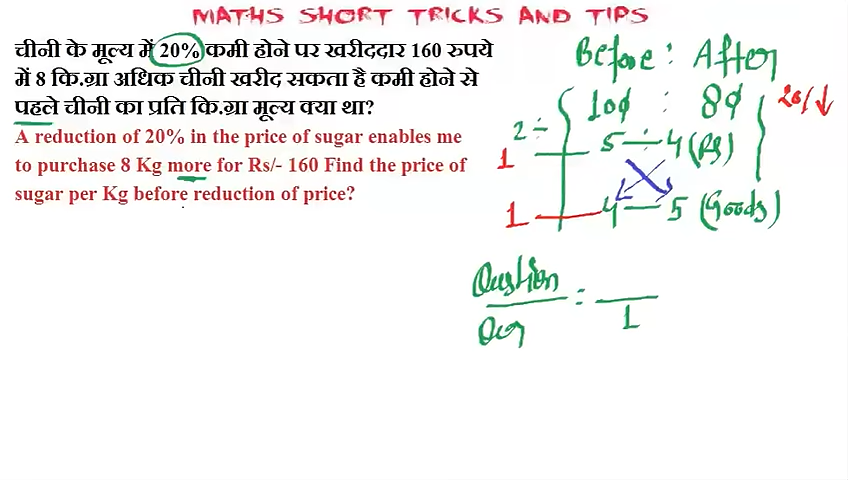 MATHS SHORT TRICKS AND TIPS
चीनी के मूल्य में 20% कमी होने पर खरीददार 160 रुपये
में 8 कि.ग्रा अधिक चीनी खरीद सकता है कमी होने से
पहले चीनी का प्रति कि.ग्रा मूल्य क्या था?
A reduction of 20% in the price of sugar enables me
to purchase 8 Kg more for Rs/- 160 Find the price of
sugar per Kg before reduction of price?
Before : After
100 : 80 20% ↓
2 ÷
1 5 — 4 (Rs)
1 4 — 5 (Goods)
Qustion
= 
Our 1